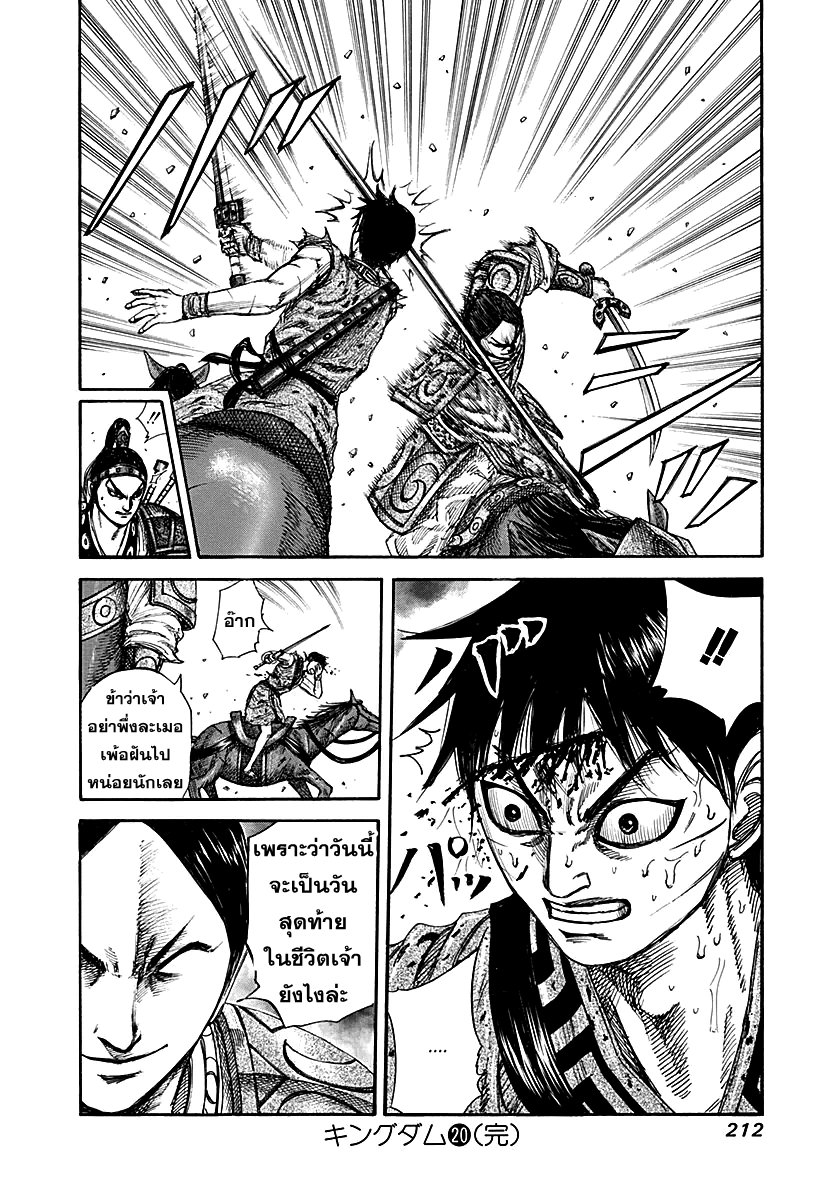 !!
!!
อ๊าก
ข้าว่าเจ้า
อย่าพึ่งละเมอ
เพ้อฝันไป
หน่อยนักเลย
เพราะว่าวันนี้
จะเป็นวัน
สุดท้าย
ในชีวิตเจ้า
ยังไงล่ะ
....
キングダム⑳(完)
212